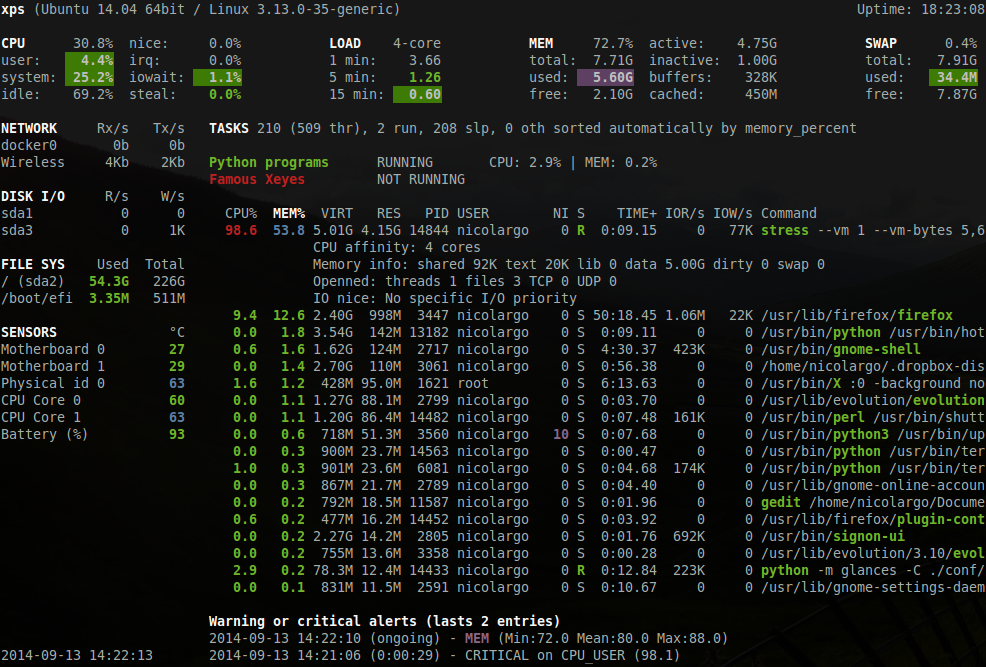 xps (Ubuntu 14.04 64bit / Linux 3.13.0-35-generic) Uptime: 18:23:08
CPU 30.8% nice: 0.0% LOAD 4-core MEM 72.7% active: 4.75G SWAP 0.4%
user: 4.4% irq: 0.0% 1 min: 3.66 total: 7.71G inactive: 1.00G total: 7.91G
system: 25.2% iowait: 1.1% 5 min: 1.26 used: 5.60G buffers: 328K used: 34.4M
idle: 69.2% steal: 0.0% 15 min: 0.60 free: 2.10G cached: 450M free: 7.87G
NETWORK Rx/s Tx/s TASKS 210 (509 thr), 2 run, 208 slp, 0 oth sorted automatically by memory_percent
docker0 0b 0b
Wireless 4Kb 2Kb Python programs RUNNING CPU: 2.9% | MEM: 0.2%
Famous Xeyes NOT RUNNING
DISK I/O R/s W/s
sda1 0 0 CPU% MEM% VIRT RES PID USER NI S TIME+ IOR/s IOW/s Command
sda3 0 1K 98.6 53.8 5.01G 4.15G 14844 nicolargo 0 R 0:09.15 0 77K stress --vm 1 --vm-bytes 5,6
CPU affinity: 4 cores
FILE SYS Used Total Memory info: shared 92K text 20K lib 0 data 5.00G dirty 0 swap 0
/ (sda2) 54.3G 226G Openned: threads 1 files 3 TCP 0 UDP 0
/boot/efi 3.35M 511M IO nice: No specific I/O priority
9.4 12.6 2.40G 998M 3447 nicolargo 0 S 50:18.45 1.06M 22K /usr/lib/firefox/firefox
SENSORS °C 0.0 1.8 3.54G 142M 13182 nicolargo 0 S 0:09.11 0 0 /usr/bin/python /usr/bin/hot
Motherboard 0 27 0.6 1.6 1.62G 124M 2717 nicolargo 0 S 4:30.37 423K 0 /usr/bin/gnome-shell
Motherboard 1 29 0.0 1.4 2.70G 110M 3061 nicolargo 0 S 0:56.38 0 0 /home/nicolargo/.dropbox-dis
Physical id 0 63 1.6 1.2 428M 95.0M 1621 root 0 S 6:13.63 0 0 /usr/bin/X :0 -background no
CPU Core 0 60 0.0 1.1 1.27G 88.1M 2799 nicolargo 0 S 0:03.70 0 0 /usr/lib/evolution/evolution
CPU Core 1 63 0.0 1.1 1.20G 86.4M 14482 nicolargo 0 S 0:07.48 161K 0 /usr/bin/perl /usr/bin/shutt
Battery (%) 93 0.0 0.6 718M 51.3M 3560 nicolargo 10 S 0:07.68 0 0 /usr/bin/python3 /usr/bin/up
0.0 0.3 900M 23.7M 14563 nicolargo 0 S 0:00.47 0 0 /usr/bin/python /usr/bin/ter
1.0 0.3 901M 23.6M 6081 nicolargo 0 S 0:04.68 174K 0 /usr/bin/python /usr/bin/ter
0.0 0.3 867M 21.7M 2789 nicolargo 0 S 0:04.40 0 0 /usr/lib/gnome-online-accoun
0.0 0.2 792M 18.5M 11587 nicolargo 0 S 0:02.19 0 0 gedit /home/nicolargo/Docume
0.6 0.2 477M 16.2M 14452 nicolargo 0 S 0:03.92 0 0 /usr/lib/firefox/plugin-cont
0.0 0.2 2.27G 14.2M 2805 nicolargo 0 S 0:01.76 692K 0 /usr/bin/signon-ui
0.0 0.2 755M 13.6M 3358 nicolargo 0 S 0:00.28 0 0 /usr/lib/evolution/3.10/evol
2.9 0.2 78.3M 12.4M 14433 nicolargo 0 R 0:12.84 223K 0 python -m glances -C ./conf/
0.0 0.1 831M 11.5M 2591 nicolargo 0 S 0:10.67 0 0 /usr/lib/gnome-settings-daem
Warning or critical alerts (lasts 2 entries)
2014-09-13 14:22:10 (ongoing) - MEM (Min:72.0 Mean:80.0 Max:88.0)
2014-09-13 14:22:13 2014-09-13 14:21:06 (0:00:29) - CRITICAL on CPU_USER (98.1)